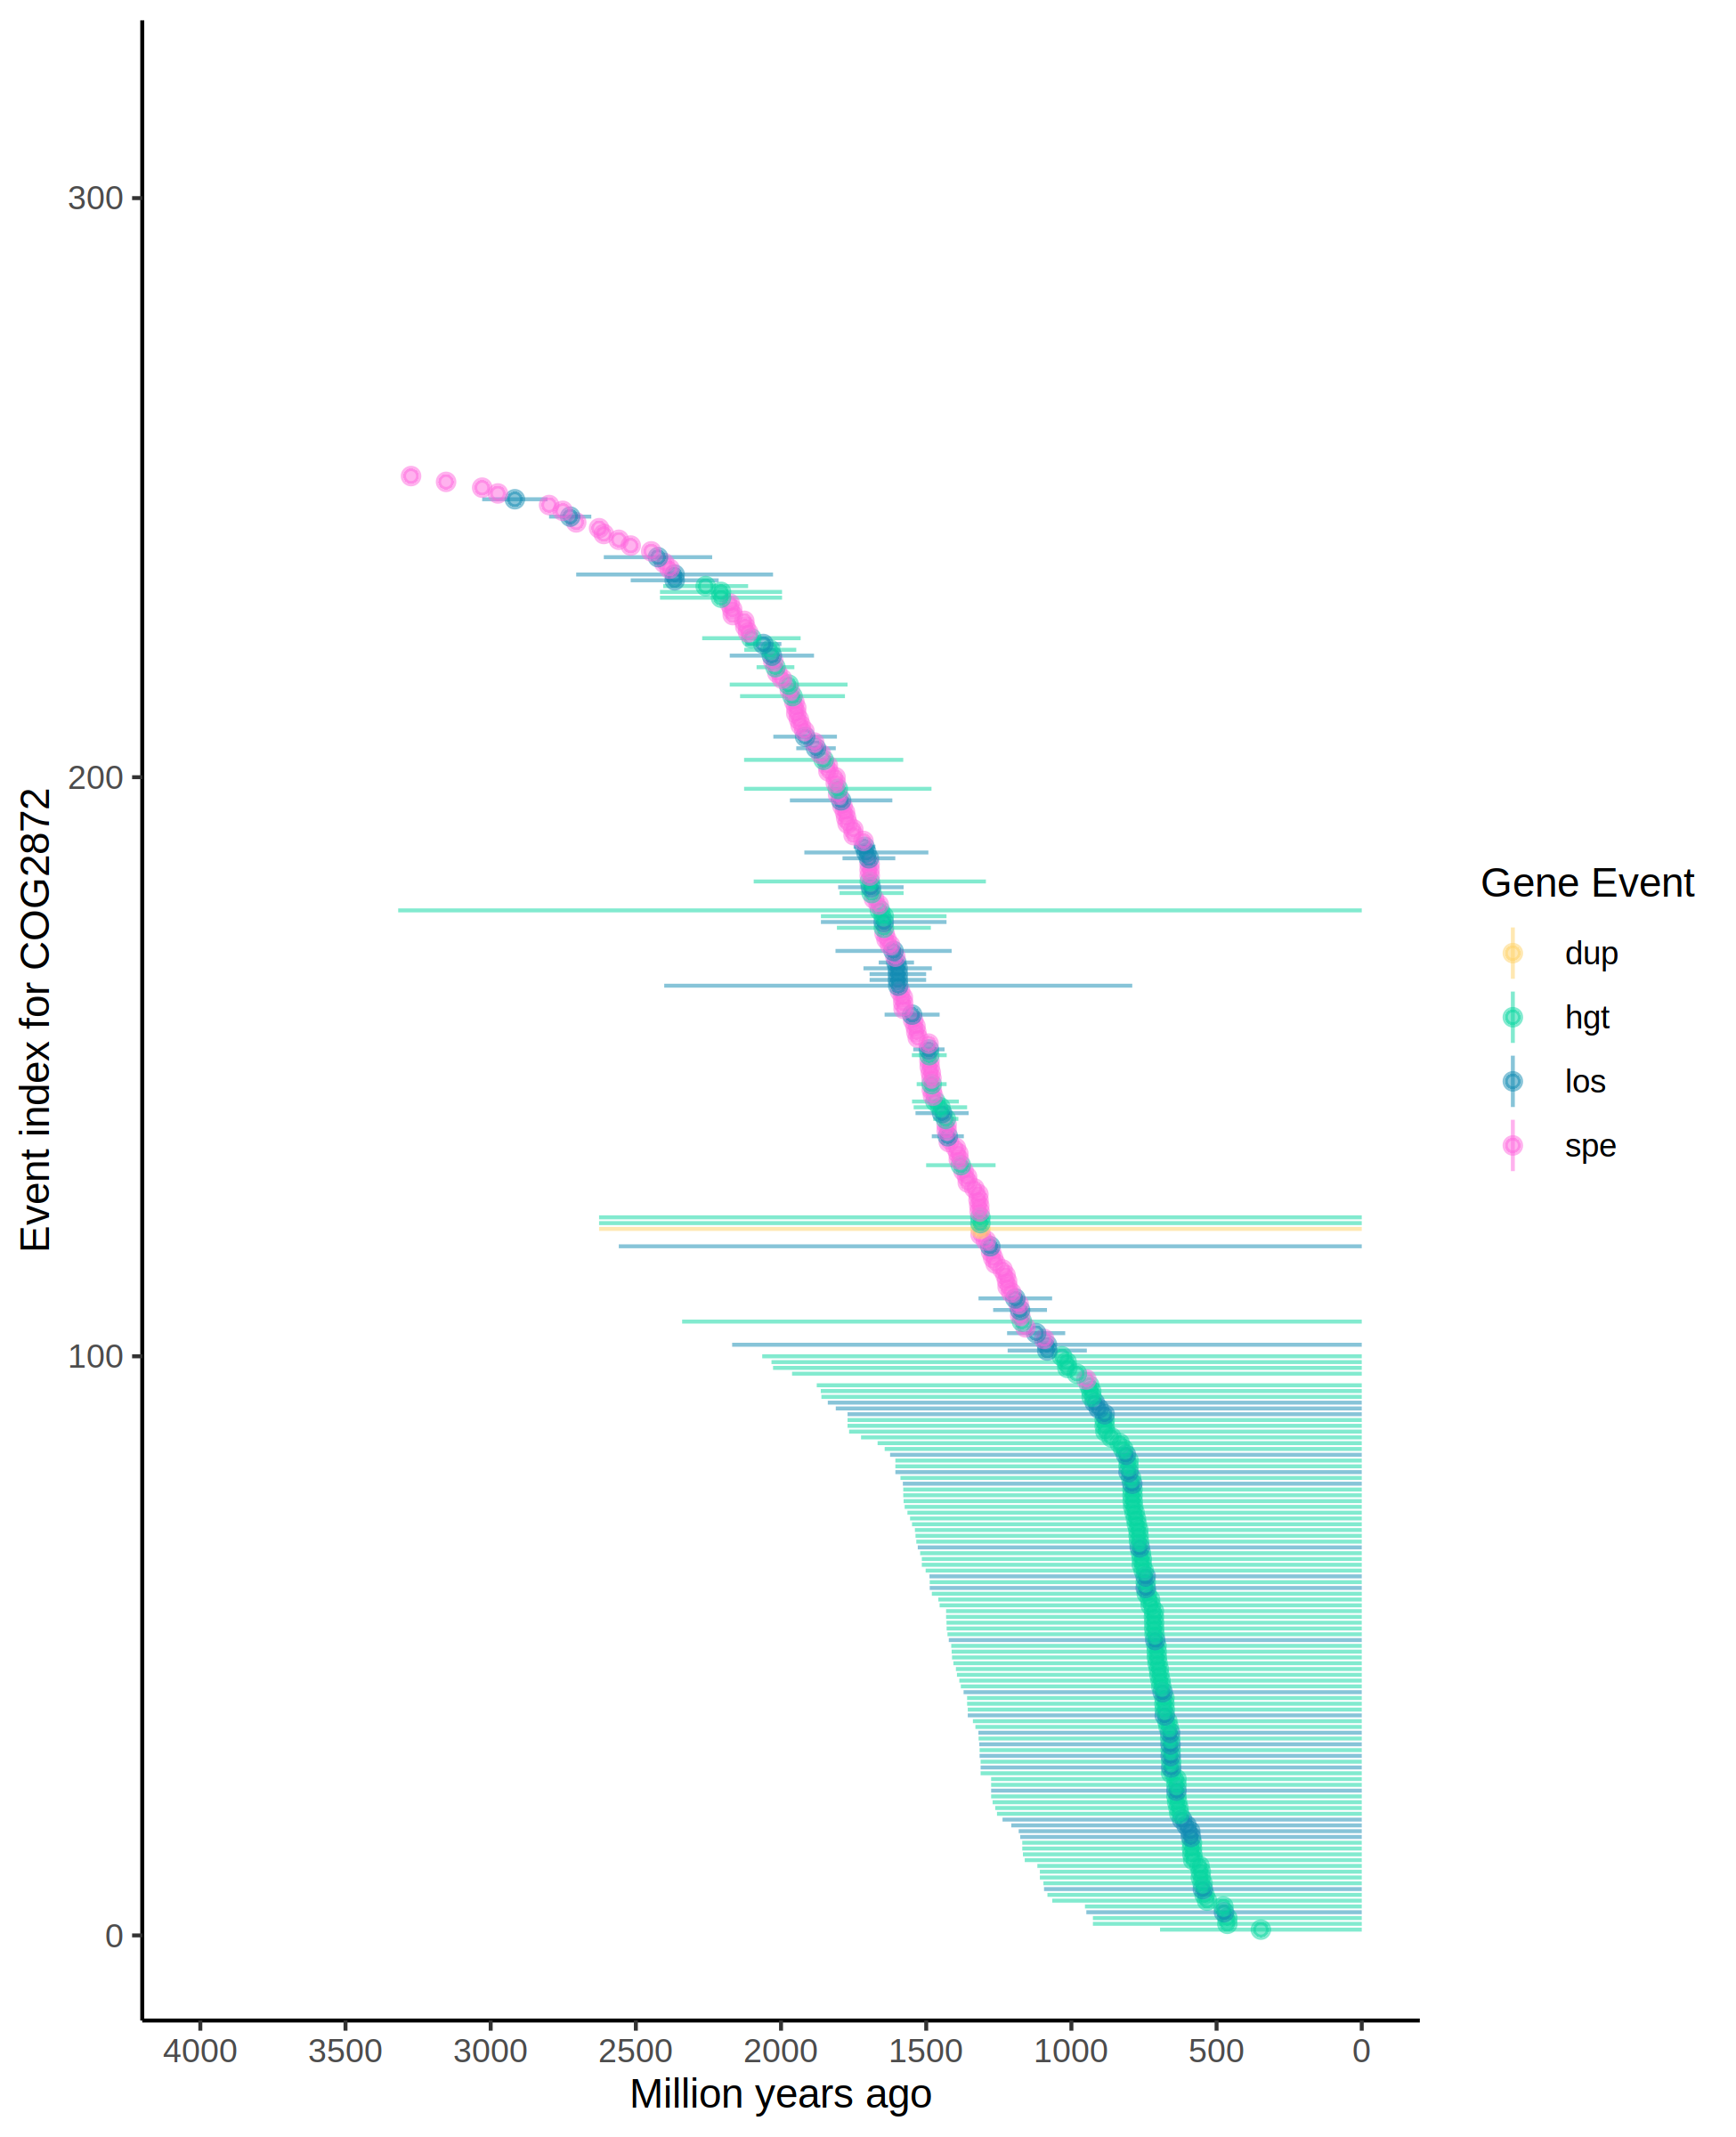 300
200
100
0
Event index for COG2872
4000 3500 3000 2500 2000 1500 1000 500 0
Million years ago
Gene Event
dup
hgt
los
spe